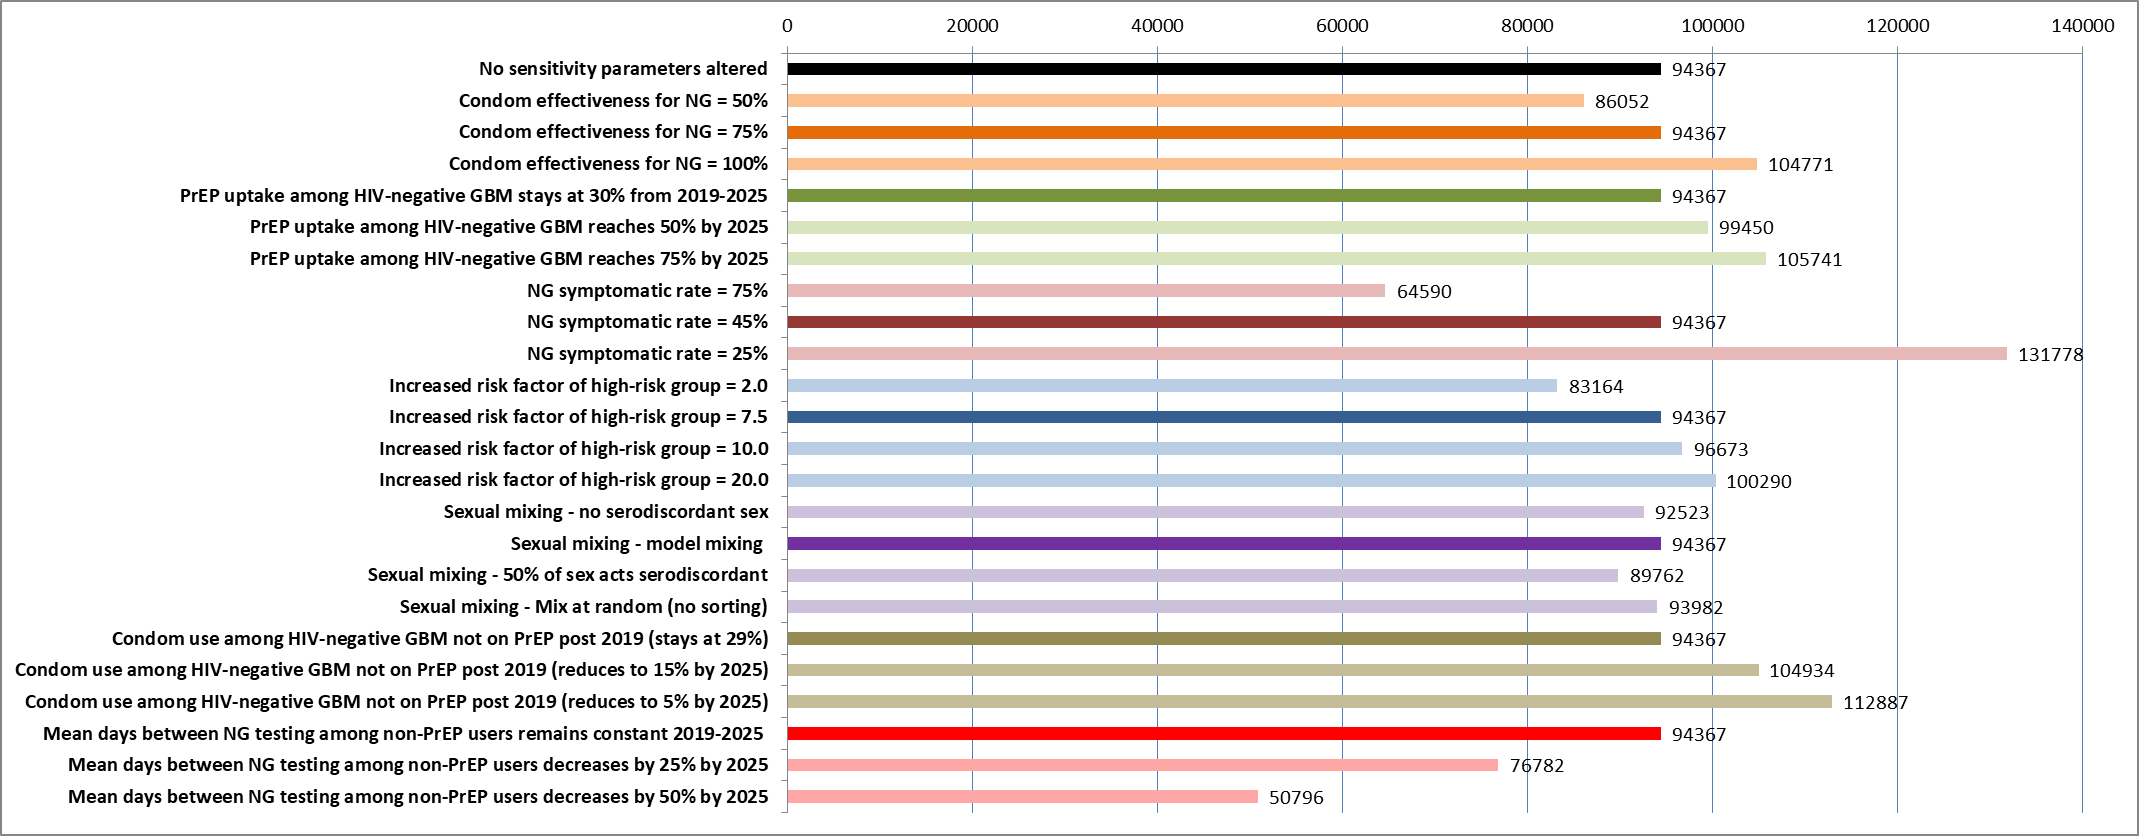 0 20000 40000 60000 80000 100000 120000 140000
No sensitivity parameters altered 94367
Condom effectiveness for NG = 50% 86052
Condom effectiveness for NG = 75% 94367
Condom effectiveness for NG = 100% 104771
PrEP uptake among HIV-negative GBM stays at 30% from 2019-2025 94367
PrEP uptake among HIV-negative GBM reaches 50% by 2025 99450
PrEP uptake among HIV-negative GBM reaches 75% by 2025 105741
NG symptomatic rate = 75% 64590
NG symptomatic rate = 45% 94367
NG symptomatic rate = 25% 131778
Increased risk factor of high-risk group = 2.0 83164
Increased risk factor of high-risk group = 7.5 94367
Increased risk factor of high-risk group = 10.0 96673
Increased risk factor of high-risk group = 20.0 100290
Sexual mixing - no serodiscordant sex 92523
Sexual mixing - model mixing 94367
Sexual mixing - 50% of sex acts serodiscordant 89762
Sexual mixing - Mix at random (no sorting) 93982
Condom use among HIV-negative GBM not on PrEP post 2019 (stays at 29%) 94367
Condom use among HIV-negative GBM not on PrEP post 2019 (reduces to 15% by 2025) 104934
Condom use among HIV-negative GBM not on PrEP post 2019 (reduces to 5% by 2025) 112887
Mean days between NG testing among non-PrEP users remains constant 2019-2025 94367
Mean days between NG testing among non-PrEP users decreases by 25% by 2025 76782
Mean days between NG testing among non-PrEP users decreases by 50% by 2025 50796